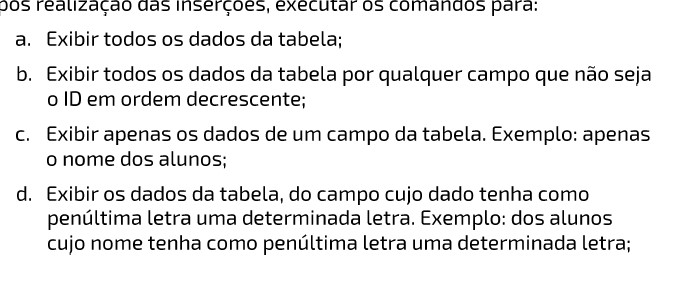 pós realização das inserções, executar os comandos para:
a. Exibir todos os dados da tabela;
b. Exibir todos os dados da tabela por qualquer campo que não seja
o ID em ordem decrescente;
c. Exibir apenas os dados de um campo da tabela. Exemplo: apenas
o nome dos alunos;
d. Exibir os dados da tabela, do campo cujo dado tenha como
penúltima letra uma determinada letra. Exemplo: dos alunos
cujo nome tenha como penúltima letra uma determinada letra;